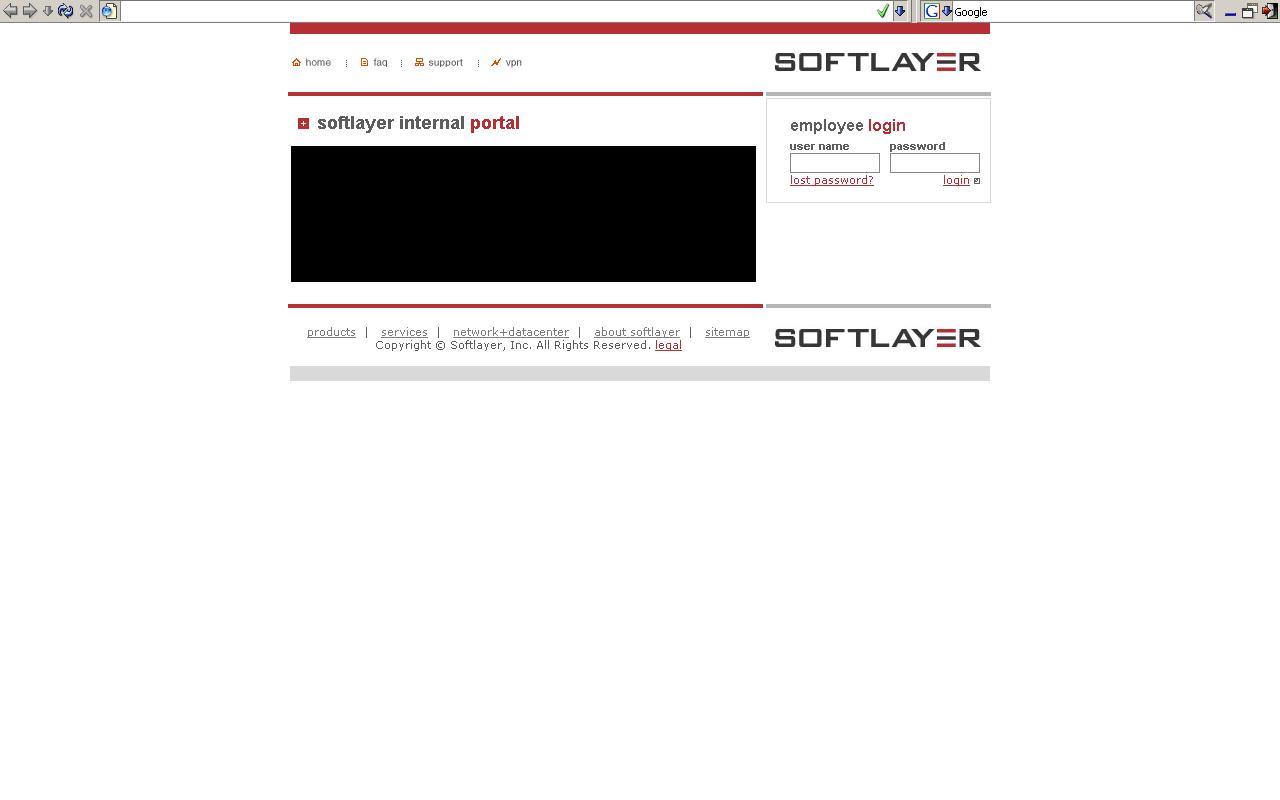 Google
home faq support vpn
SOFTLAYER
softlayer internal portal
employee login
user name password
lost password? login
products | services | network+datacenter | about softlayer | sitemap
Copyright © Softlayer, Inc. All Rights Reserved. legal
SOFTLAYER